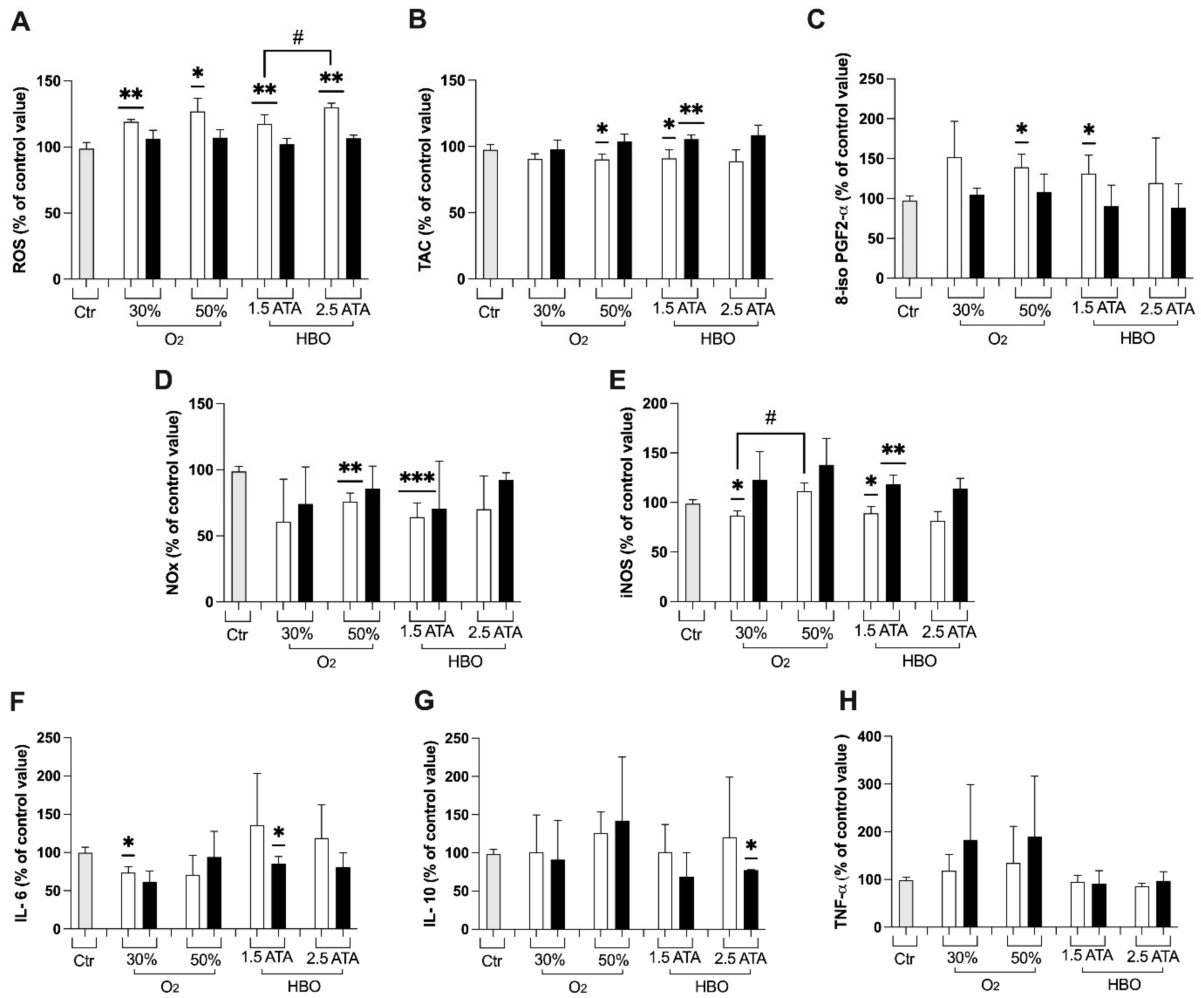 A
ROS (% of control value)
150
100
50
0
** * ** # **
Ctr 30% 50% 1.5 ATA 2.5 ATA
O2 HBO
B
TAC (% of control value)
150
100
50
0
* * **
Ctr 30% 50% 1.5 ATA 2.5 ATA
O2 HBO
C
8-iso PGF2-α (% of control value)
250
200
150
100
50
0
* *
Ctr 30% 50% 1.5 ATA 2.5 ATA
O2 HBO
D
NOx (% of control value)
150
100
50
0
** ***
Ctr 30% 50% 1.5 ATA 2.5 ATA
O2 HBO
E
iNOS (% of control value)
200
150
100
50
0
* # * **
Ctr 30% 50% 1.5 ATA 2.5 ATA
O2 HBO
F
IL- 6 (% of control value)
250
200
150
100
50
0
* *
Ctr 30% 50% 1.5 ATA 2.5 ATA
O2 HBO
G
IL- 10 (% of control value)
250
200
150
100
50
0
*
Ctr 30% 50% 1.5 ATA 2.5 ATA
O2 HBO
H
TNF-α (% of control value )
400
300
200
100
0
Ctr 30% 50% 1.5 ATA 2.5 ATA
O2 HBO